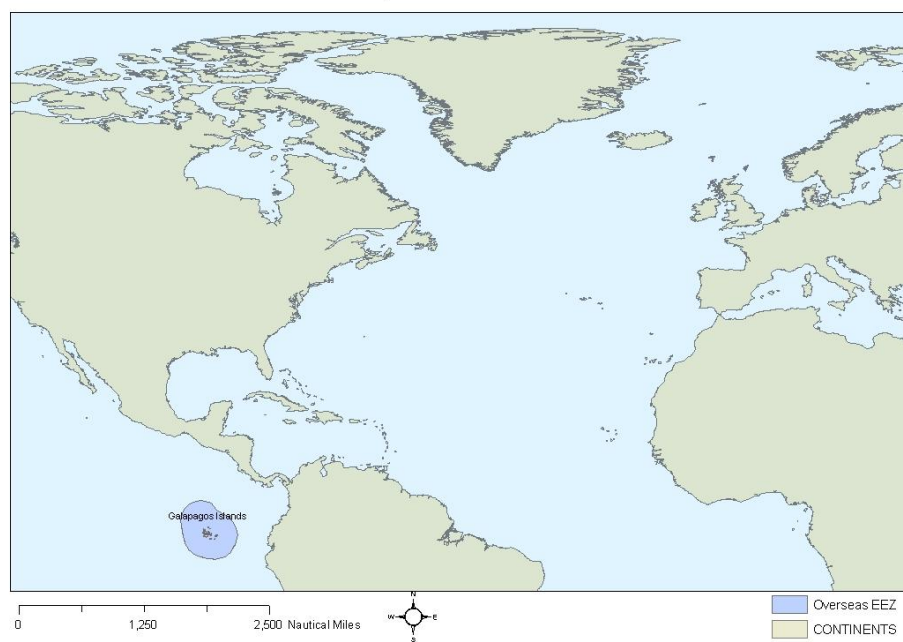 Galapagos Islands
N
W E
S
0 1,250 2,500 Nautical Miles
Overseas EEZ
CONTINENTS